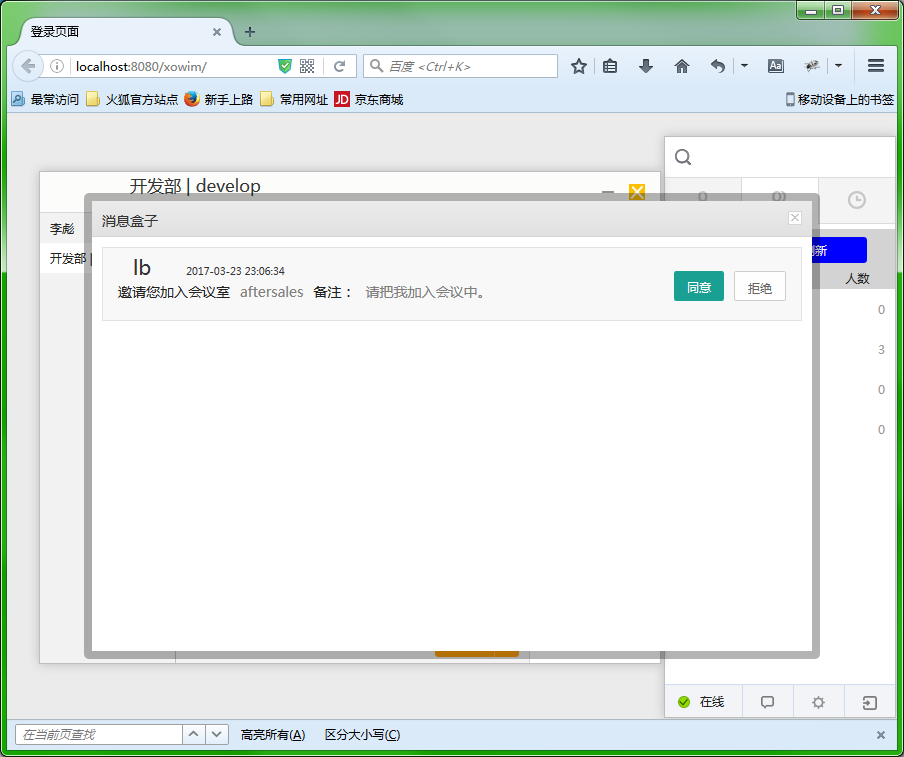 登录页面
localhost:8080/xowim/
百度 <Ctrl+K>
最常访问 火狐官方站点 新手上路 常用网址 JD 京东商城 移动设备上的书签
开发部 | develop
李彪
开发部 |
消息盒子
lb 2017-03-23 23:06:34
邀请您加入会议室 aftersales 备注： 请把我加入会议中。
同意 拒绝
人数
0
3
0
0
在线
在当前页查找 高亮所有(A) 区分大小写(C)